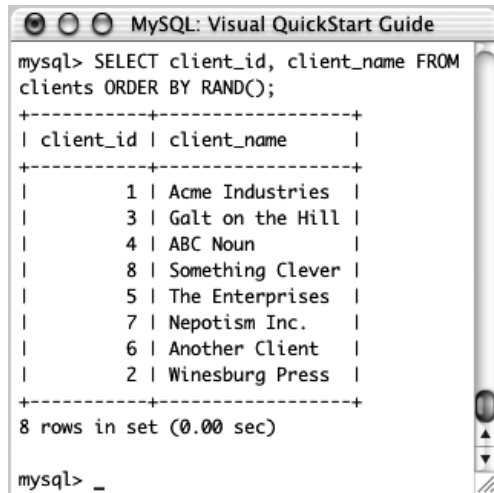 MySQL: Visual QuickStart Guide
mysql> SELECT client_id, client_name FROM
clients ORDER BY RAND();
+-----------+------------------+
| client_id | client_name      |
+-----------+------------------+
|         1 | Acme Industries  |
|         3 | Galt on the Hill |
|         4 | ABC Noun         |
|         8 | Something Clever |
|         5 | The Enterprises  |
|         7 | Nepotism Inc.    |
|         6 | Another Client   |
|         2 | Winesburg Press  |
+-----------+------------------+
8 rows in set (0.00 sec)
mysql> _